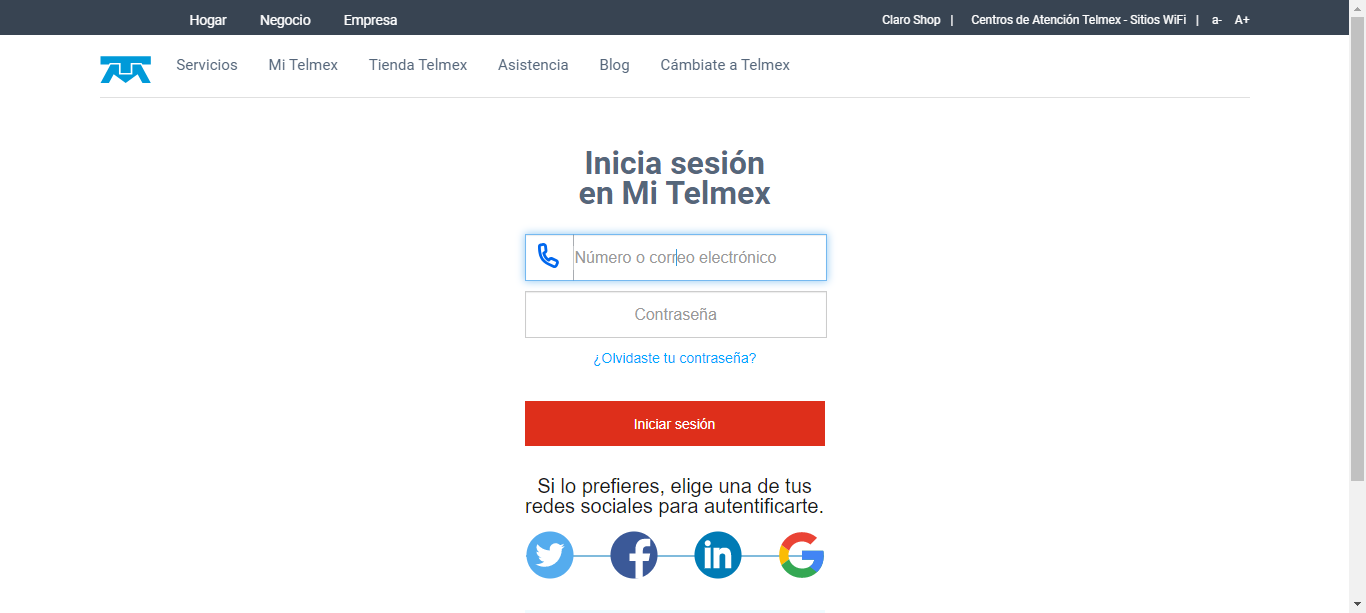 Hogar Negocio Empresa Claro Shop | Centros de Atención Telmex - Sitios WiFi | a- A+
Servicios Mi Telmex Tienda Telmex Asistencia Blog Cámbiate a Telmex
Inicia sesión
en Mi Telmex
Número o correo electrónico
Contraseña
¿Olvidaste tu contraseña?
Iniciar sesión
Si lo prefieres, elige una de tus
redes sociales para autentificarte.